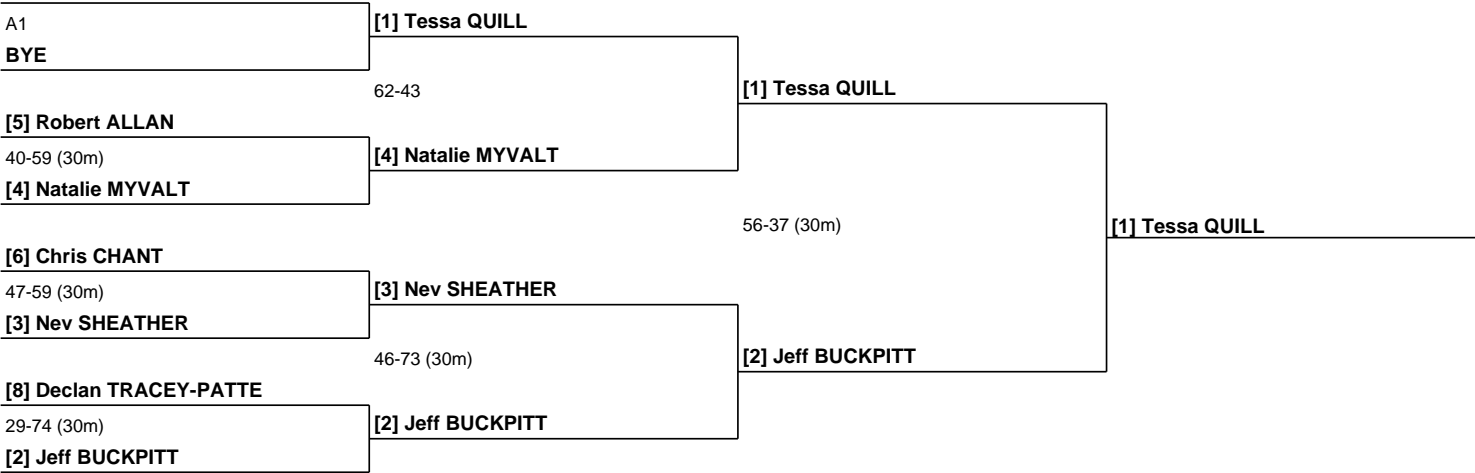 A1
BYE
[5] Robert ALLAN
40-59 (30m)
[4] Natalie MYVALT
[6] Chris CHANT
47-59 (30m)
[3] Nev SHEATHER
[8] Declan TRACEY-PATTE
29-74 (30m)
[2] Jeff BUCKPITT
[1] Tessa QUILL
62-43
[4] Natalie MYVALT
[3] Nev SHEATHER
46-73 (30m)
[2] Jeff BUCKPITT
[1] Tessa QUILL
56-37 (30m)
[2] Jeff BUCKPITT
[1] Tessa QUILL